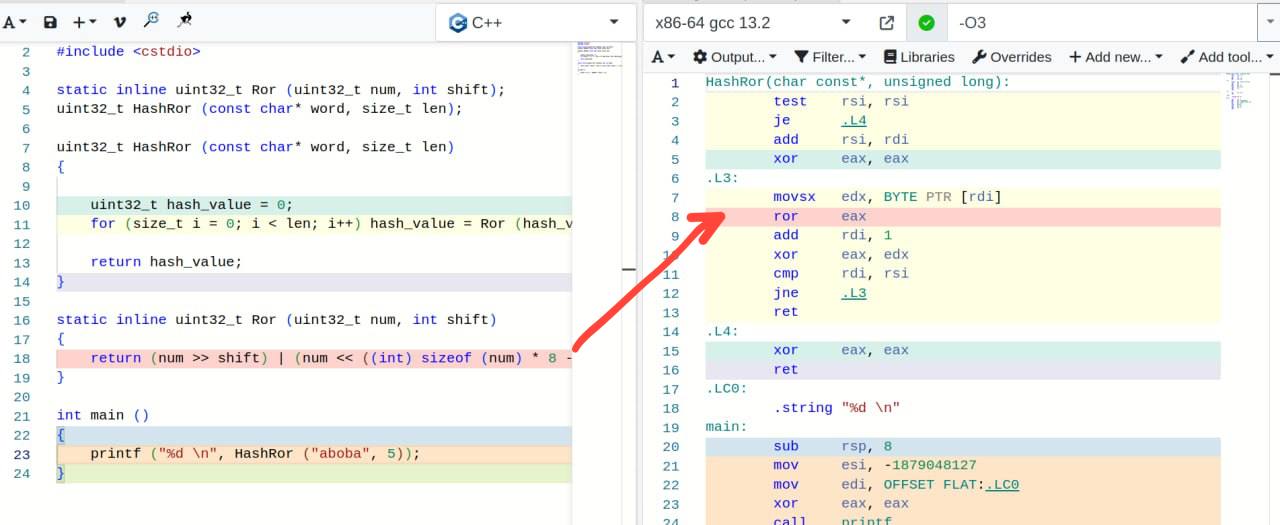 A
C++
2 #include <cstdio>
3
4 static inline uint32_t Ror (uint32_t num, int shift);
5 uint32_t HashRor (const char* word, size_t len);
6
7 uint32_t HashRor (const char* word, size_t len)
8 {
9
10 uint32_t hash_value = 0;
11 for (size_t i = 0; i < len; i++) hash_value = Ror (hash_v
12
13 return hash_value;
14 }
15
16 static inline uint32_t Ror (uint32_t num, int shift)
17 {
18 return (num >> shift) | (num << ((int) sizeof (num) * 8 -
19 }
20
21 int main ()
22 {
23 printf ("%d \n", HashRor ("aboba", 5));
24 }
x86-64 gcc 13.2
-O3
A
Output...
Filter...
Libraries
Overrides
Add new...
Add tool...
1 HashRor(char const*, unsigned long):
2 test rsi, rsi
3 je .L4
4 add rsi, rdi
5 xor eax, eax
6 .L3:
7 movsx edx, BYTE PTR [rdi]
8 ror eax
9 add rdi, 1
10 xor eax, edx
11 cmp rdi, rsi
12 jne .L3
13 ret
14 .L4:
15 xor eax, eax
16 ret
17 .LC0:
18 .string "%d \n"
19 main:
20 sub rsp, 8
21 mov esi, -1879048127
22 mov edi, OFFSET FLAT:.LC0
23 xor eax, eax
24 call printf